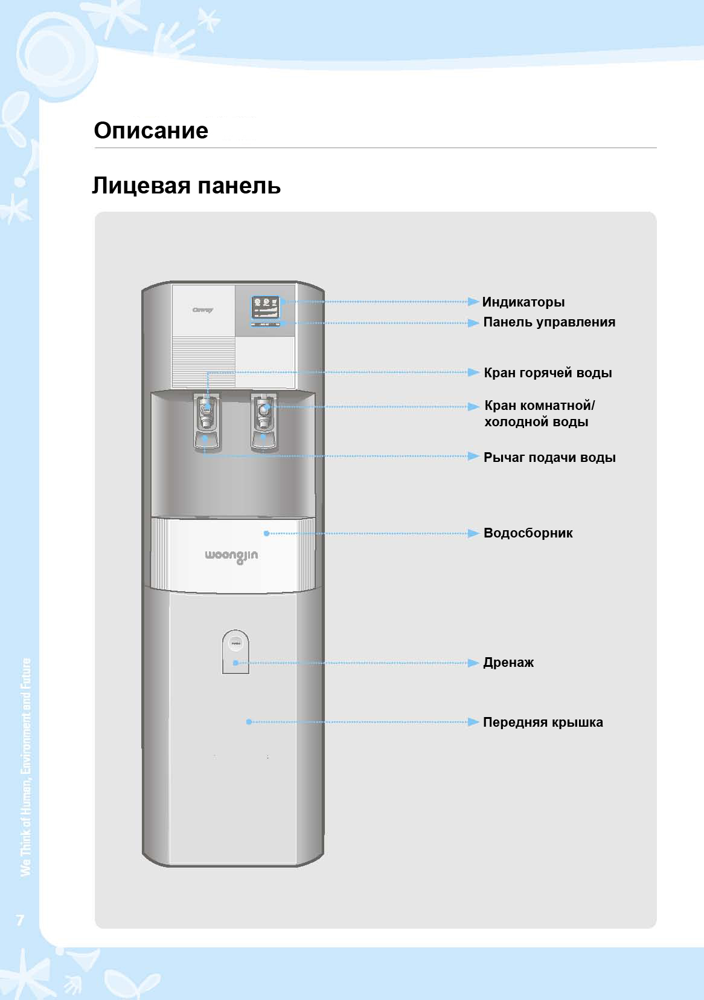 Описание
Лицевая панель
Coway
Индикаторы
Панель управления
Кран горячей воды
Кран комнатной/
холодной воды
Рычаг подачи воды
Водосборник
woongjin
Дренаж
Передняя крышка
We Think of Human, Environment and Future
7